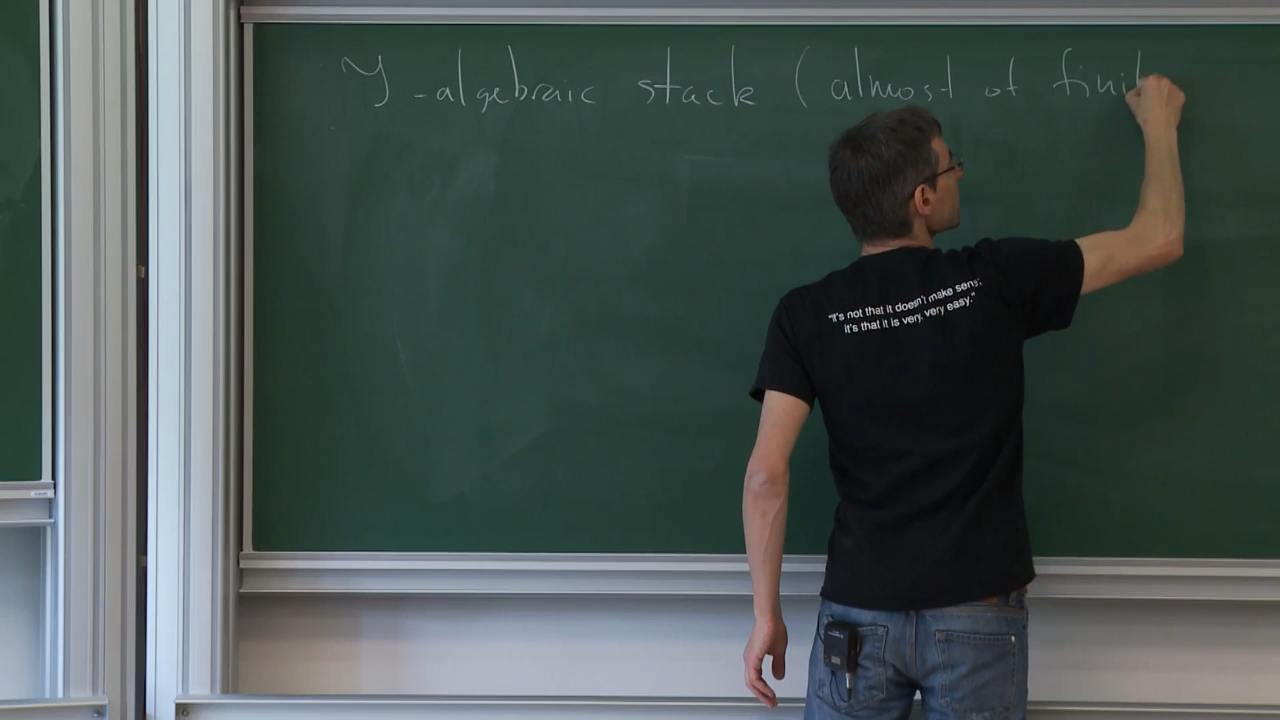 Y - algebraic stack (almost of finit
"it's not that it doesn't make sense,
it's that it is very, very easy."